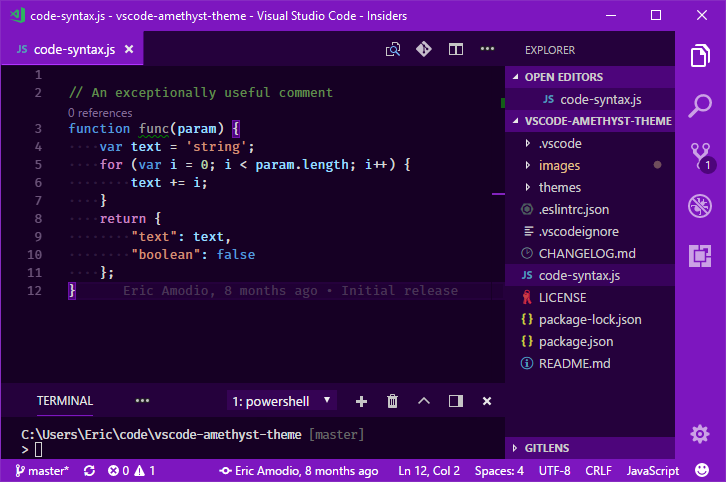 code-syntax.js - vscode-amethyst-theme - Visual Studio Code - Insiders
JS code-syntax.js
1
2 // An exceptionally useful comment
0 references
3 function func(param) {
4 var text = 'string';
5 for (var i = 0; i < param.length; i++) {
6 text += i;
7 }
8 return {
9 "text": text,
10 "boolean": false
11 };
12 } Eric Amodio, 8 months ago • Initial release
EXPLORER
OPEN EDITORS
JS code-syntax.js
VSCODE-AMETHYST-THEME
.vscode
images
themes
.eslintrc.json
.vscodeignore
CHANGELOG.md
JS code-syntax.js
LICENSE
{} package-lock.json
{} package.json
README.md
GITLENS
1
TERMINAL
1: powershell
C:\Users\Eric\code\vscode-amethyst-theme [master]
>
master* 0 1 Eric Amodio, 8 months ago Ln 12, Col 2 Spaces: 4 UTF-8 CRLF JavaScript